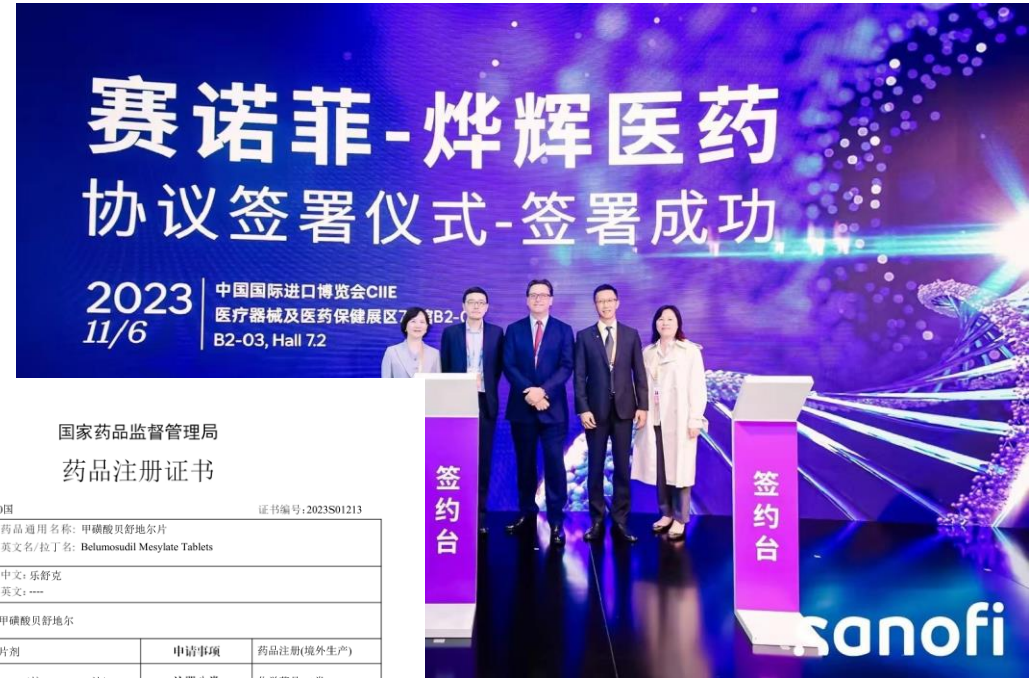 赛诺菲-烨辉医药
协议签署仪式-签署成功
2023
11/6
中国国际进口博览会CIIE
医疗器械及医药保健展区7
B2-03, Hall 7.2
签约台
签约台
sanofi
国家药品监督管理局
药品注册证书
证书编号:2023S01213
药品通用名称: 甲磺酸贝舒地尔片
英文名/拉丁名: Belumosudil Mesylate Tablets
中文: 乐舒克
英文: ----
甲磺酸贝舒地尔
片剂 申请事项 药品注册(境外生产)